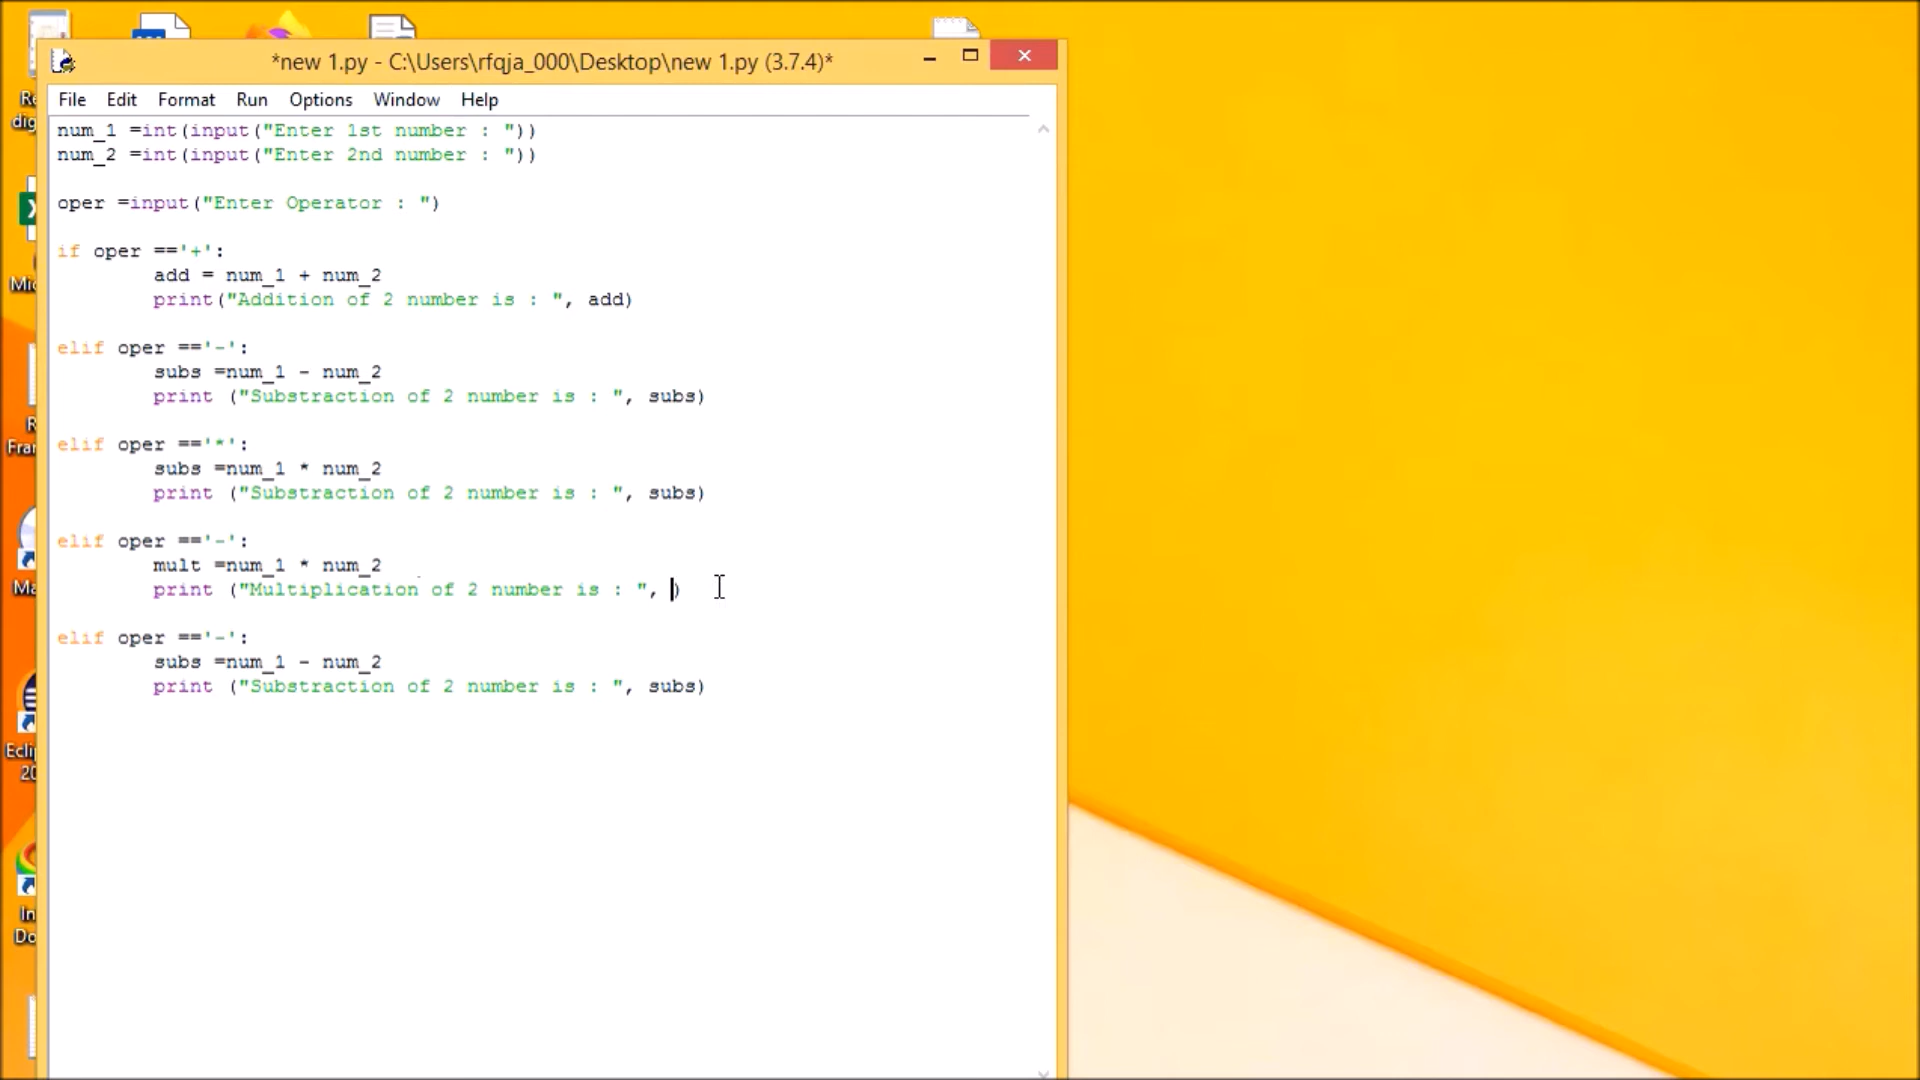 *new 1.py - C:\Users\rfqja_000\Desktop\new 1.py (3.7.4)*
File Edit Format Run Options Window Help
num_1 =int(input("Enter 1st number : "))
num_2 =int(input("Enter 2nd number : "))
oper =input("Enter Operator : ")
if oper =='+':
add = num_1 + num_2
print("Addition of 2 number is : ", add)
elif oper =='-':
subs =num_1 - num_2
print ("Substraction of 2 number is : ", subs)
elif oper =='*':
subs =num_1 * num_2
print ("Substraction of 2 number is : ", subs)
elif oper =='-':
mult =num_1 * num_2
print ("Multiplication of 2 number is : ", )
elif oper =='-':
subs =num_1 - num_2
print ("Substraction of 2 number is : ", subs)